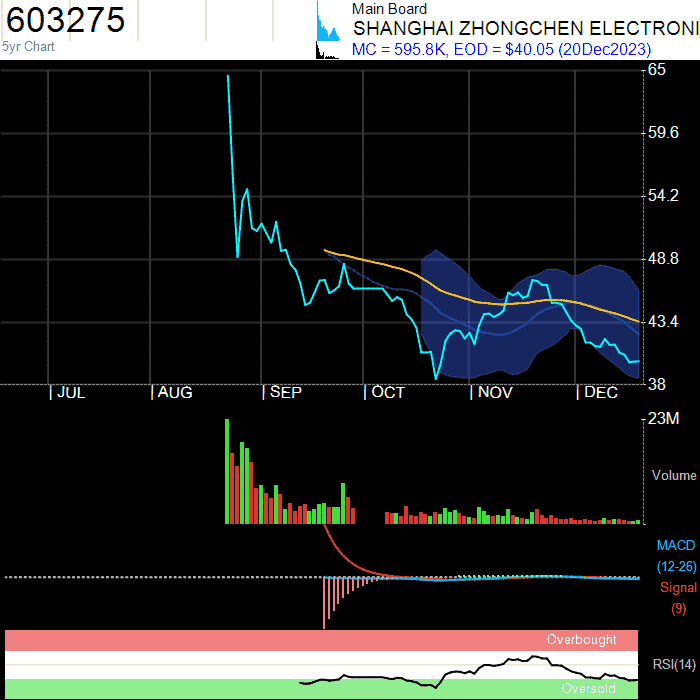 603275
5yr Chart
Main Board
SHANGHAI ZHONGCHEN ELECTRONI
MC = 595.8K, EOD = $40.05 (20Dec2023)
65
59.6
54.2
48.8
43.4
38
JUL
AUG
SEP
OCT
NOV
DEC
23M
Volume
MACD
(12-26)
Signal
(9)
Overbought
RSI(14)
Oversold